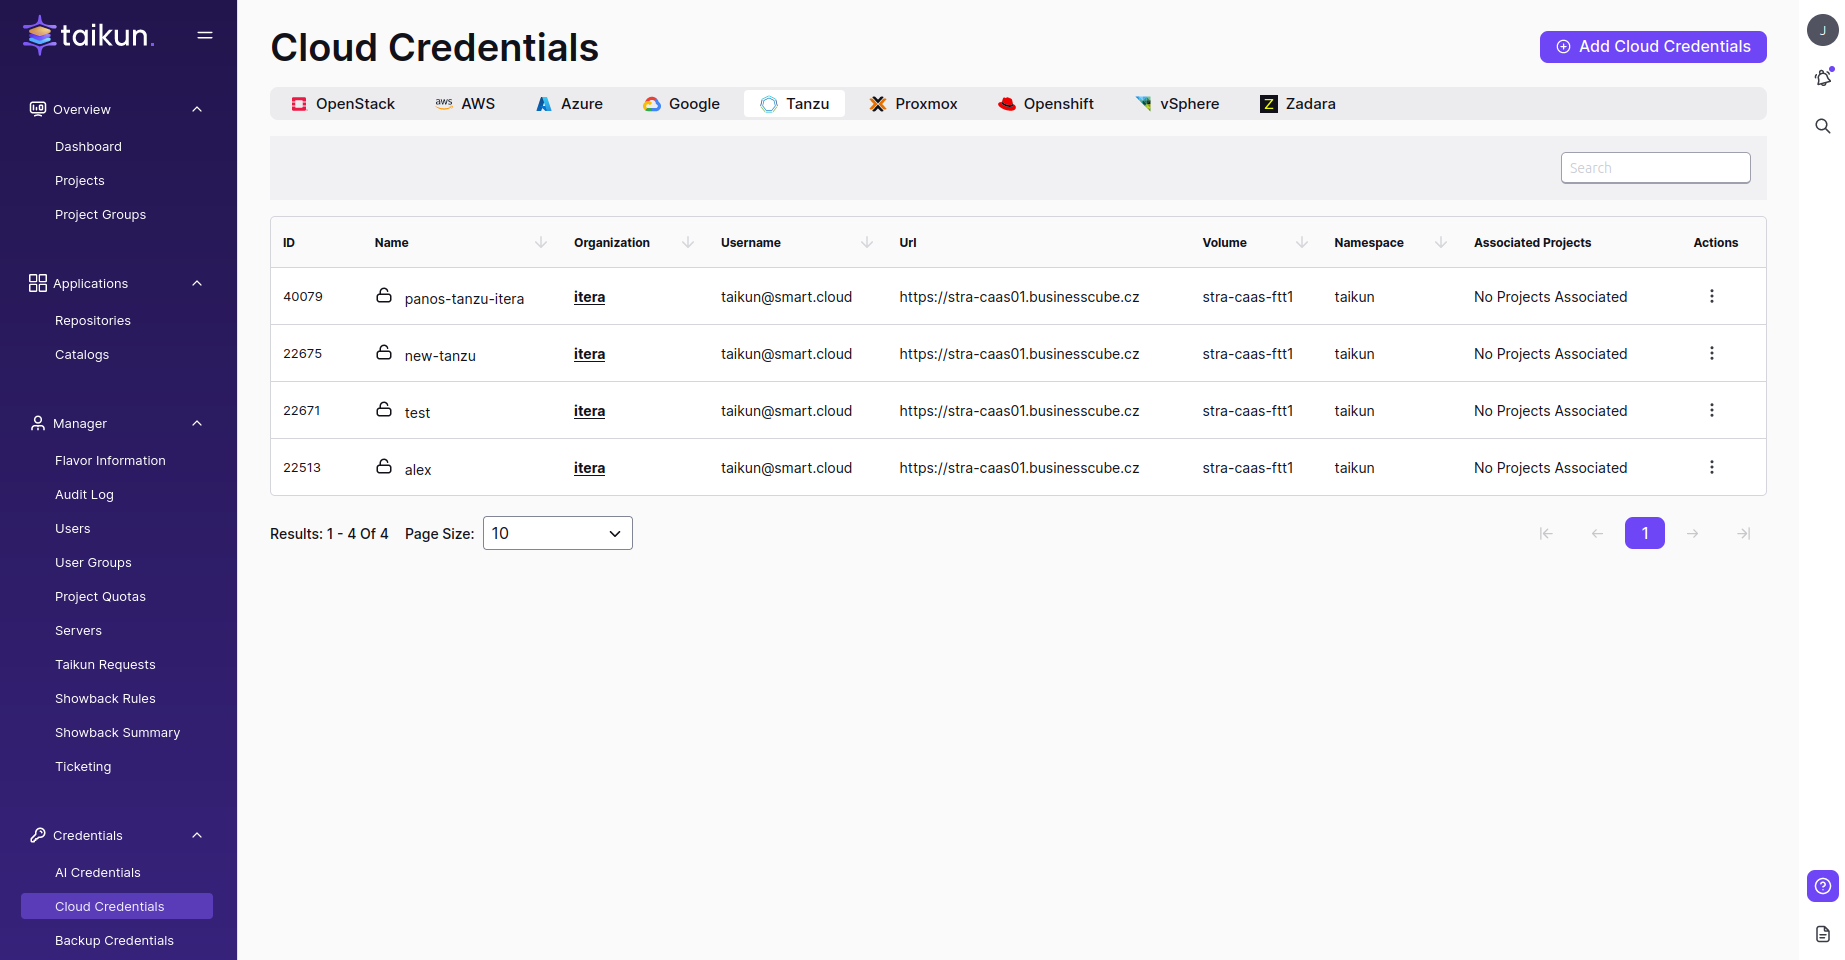 taikun.
Overview
Dashboard
Projects
Project Groups
Applications
Repositories
Catalogs
Manager
Flavor Information
Audit Log
Users
User Groups
Project Quotas
Servers
Taikun Requests
Showback Rules
Showback Summary
Ticketing
Credentials
AI Credentials
Cloud Credentials
Backup Credentials
Cloud Credentials
Add Cloud Credentials
OpenStack aws AWS Azure Google Tanzu Proxmox Openshift vSphere Z Zadara
Search
ID Name Organization Username Url Volume Namespace Associated Projects Actions
40079 panos-tanzu-itera itera taikun@smart.cloud https://stra-caas01.businesscube.cz stra-caas-ftt1 taikun No Projects Associated
22675 new-tanzu itera taikun@smart.cloud https://stra-caas01.businesscube.cz stra-caas-ftt1 taikun No Projects Associated
22671 test itera taikun@smart.cloud https://stra-caas01.businesscube.cz stra-caas-ftt1 taikun No Projects Associated
22513 alex itera taikun@smart.cloud https://stra-caas01.businesscube.cz stra-caas-ftt1 taikun No Projects Associated
Results: 1 - 4 Of 4 Page Size: 10 1
J